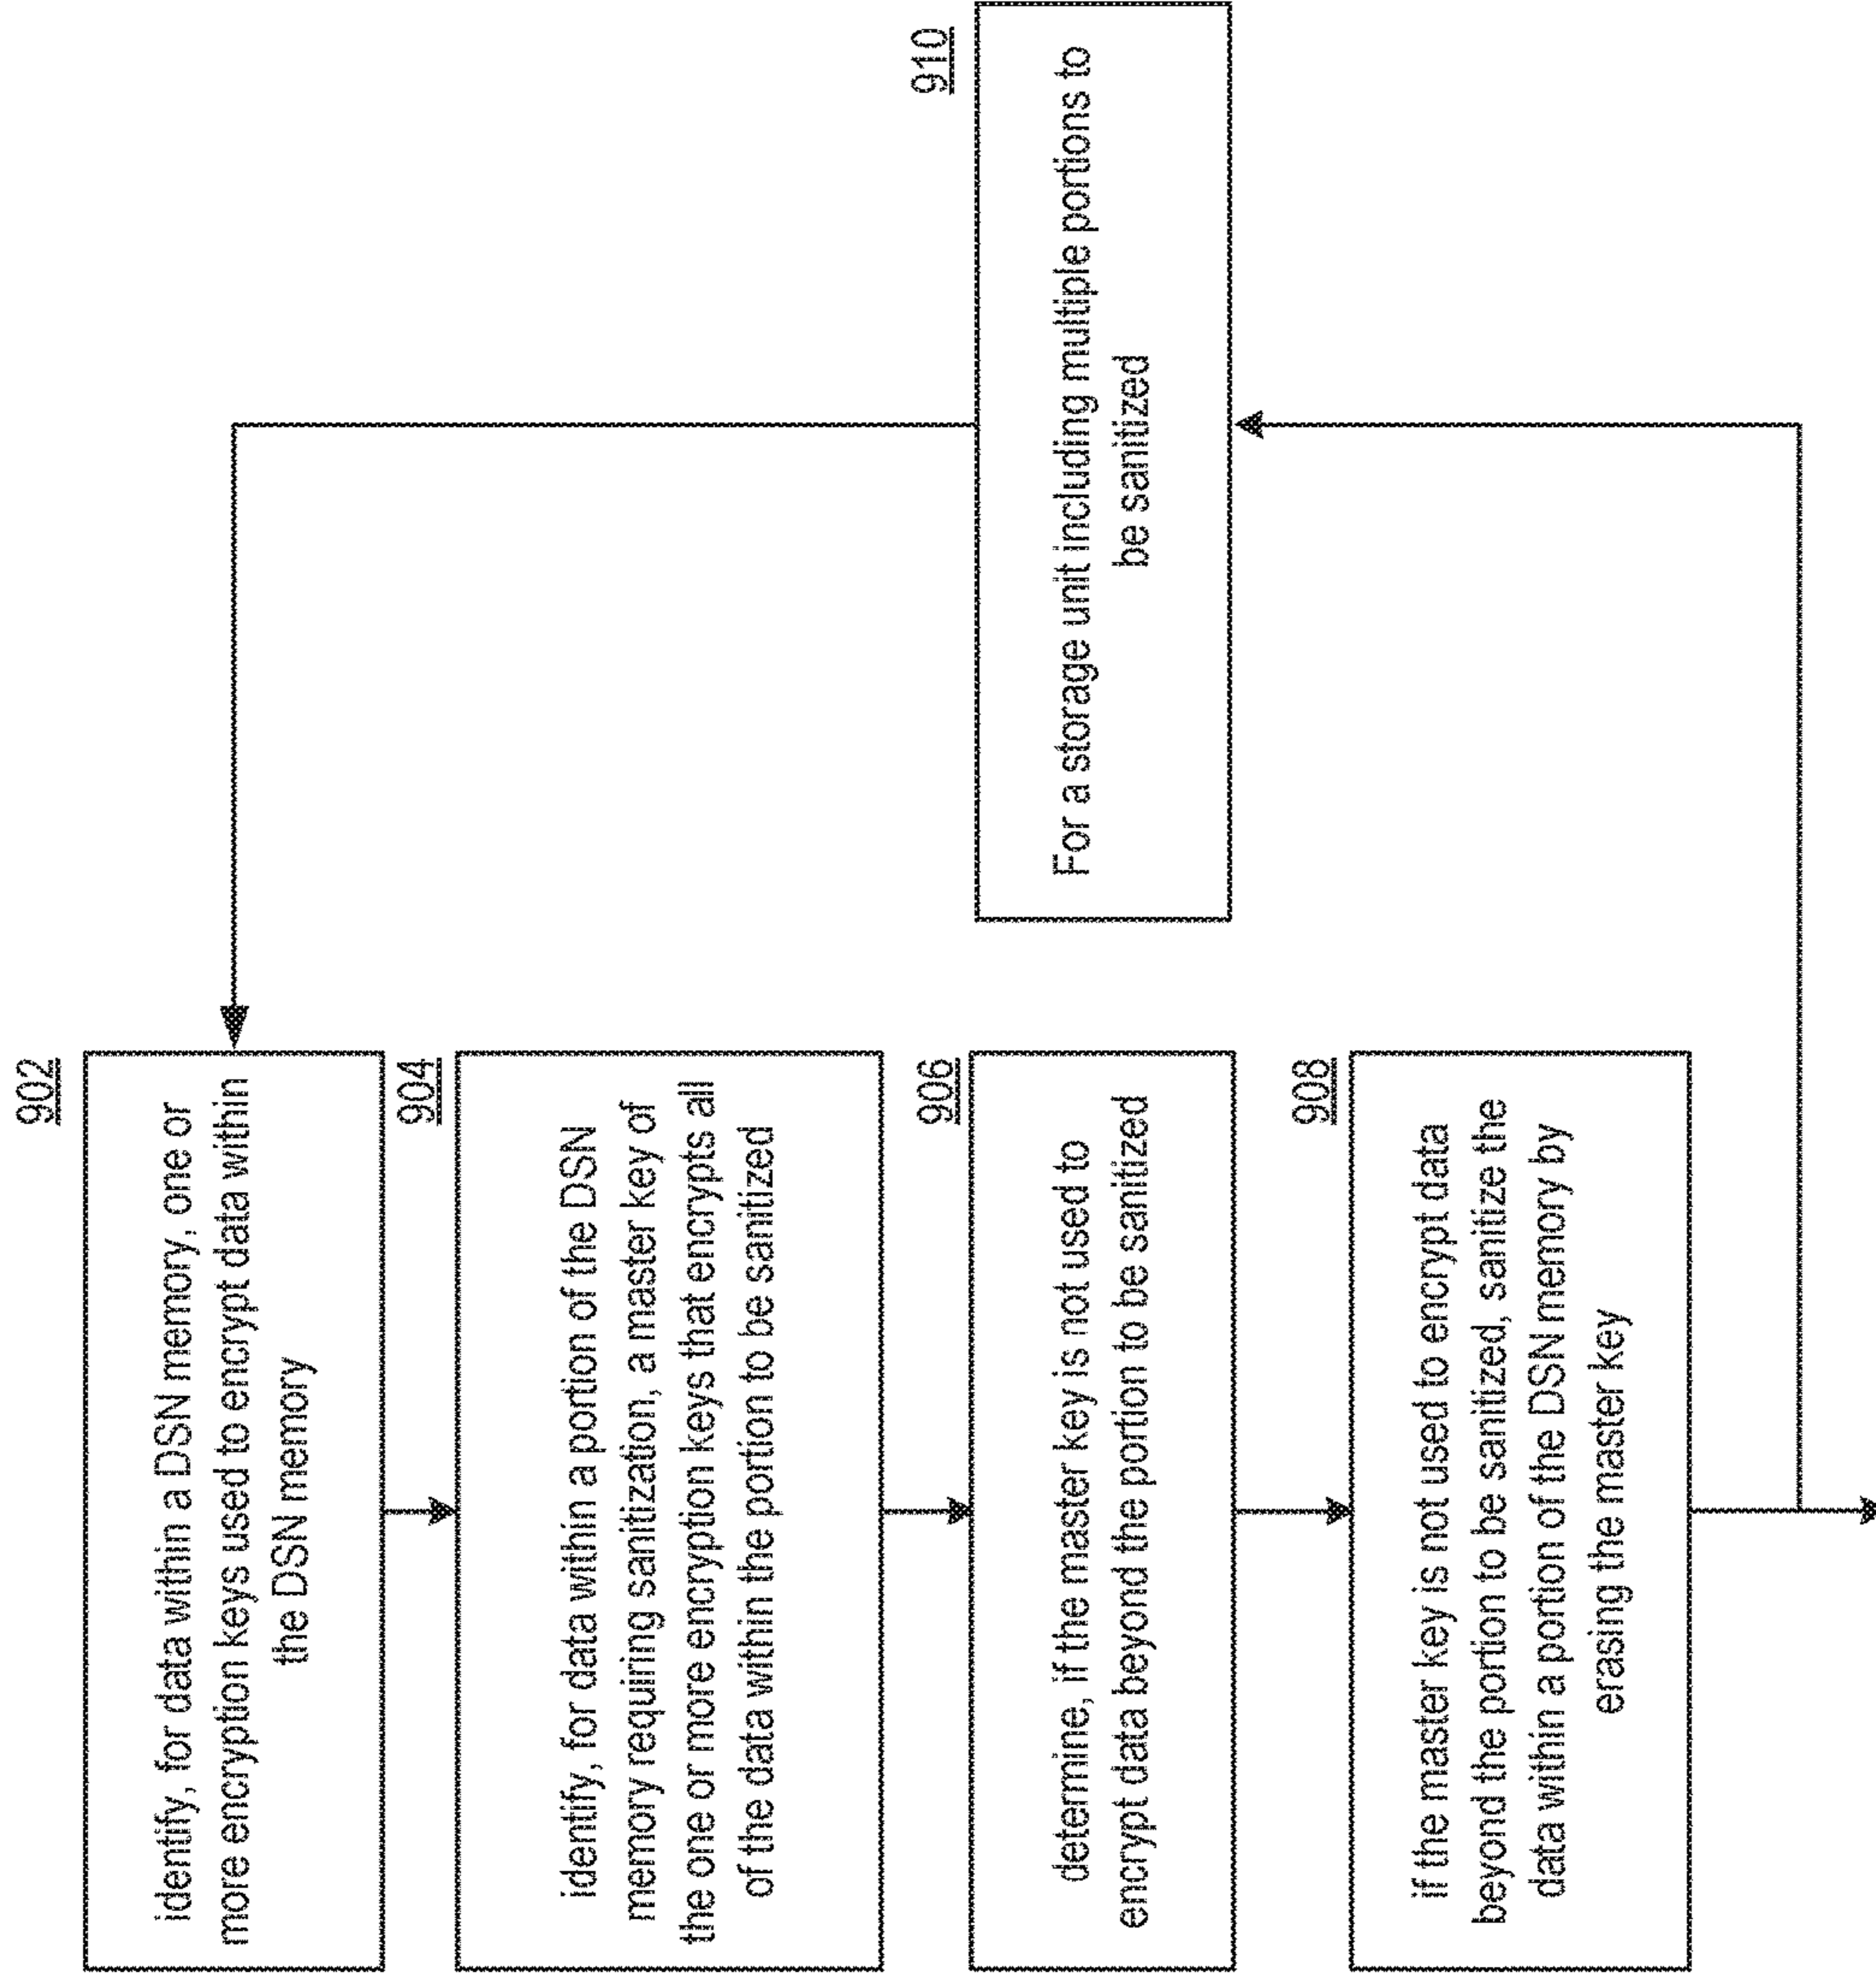 902
identify, for data within a DSN memory, one or
more encryption keys used to encrypt data within
the DSN memory
904
identify, for data within a portion of the DSN
memory requiring sanitization, a master key of
the one or more encryption keys that encrypts all
of the data within the portion to be sanitized
906
determine, if the master key is not used to
encrypt data beyond the portion to be sanitized
908
if the master key is not used to encrypt data
beyond the portion to be sanitized, sanitize the
data within a portion of the DSN memory by
erasing the master key
910
For a storage unit including multiple portions to
be sanitized